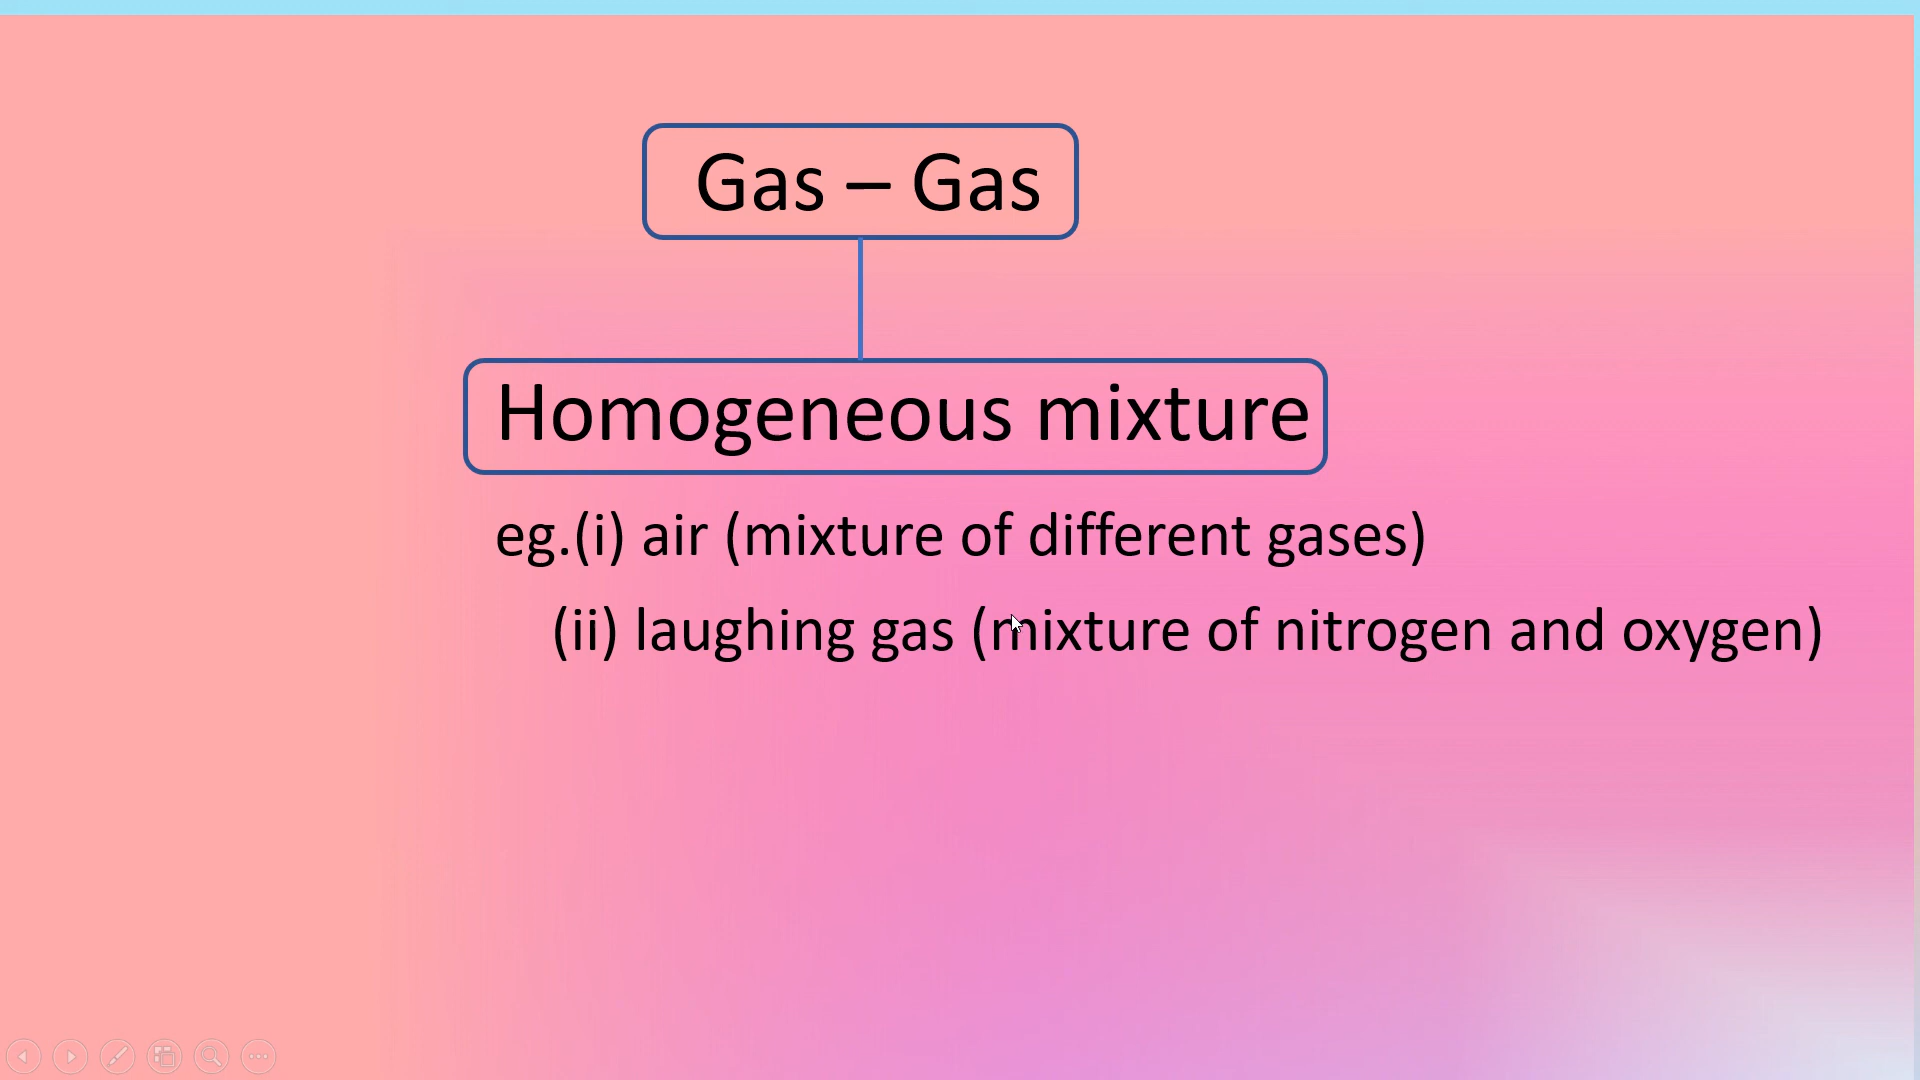 Gas – Gas
Homogeneous mixture
eg.(i) air (mixture of different gases)
(ii) laughing gas (mixture of nitrogen and oxygen)